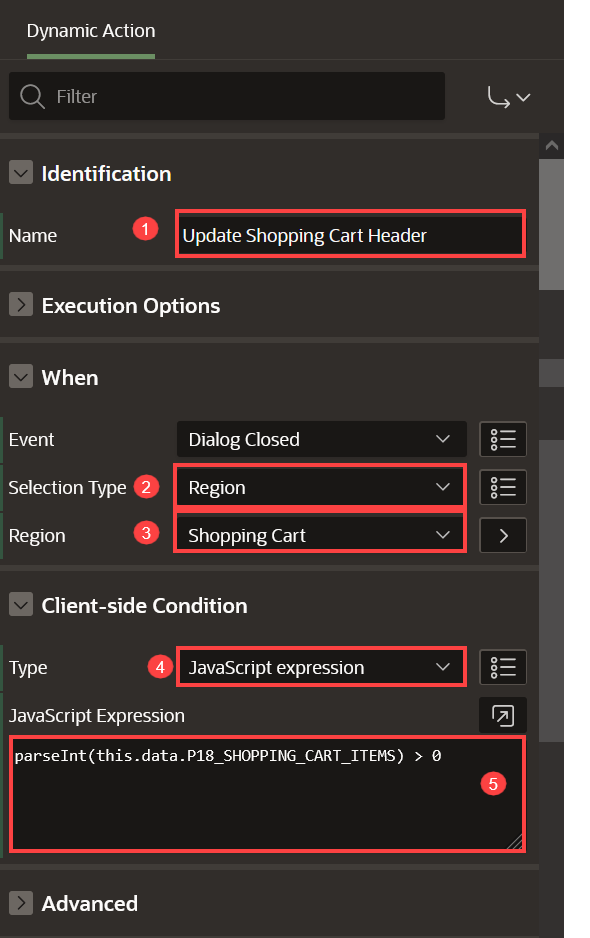 Dynamic Action
Filter
Identification
Name 1 Update Shopping Cart Header
Execution Options
When
Event Dialog Closed
Selection Type 2 Region
Region 3 Shopping Cart
Client-side Condition
Type 4 JavaScript expression
JavaScript Expression
parseInt(this.data.P18_SHOPPING_CART_ITEMS) > 0
5
Advanced